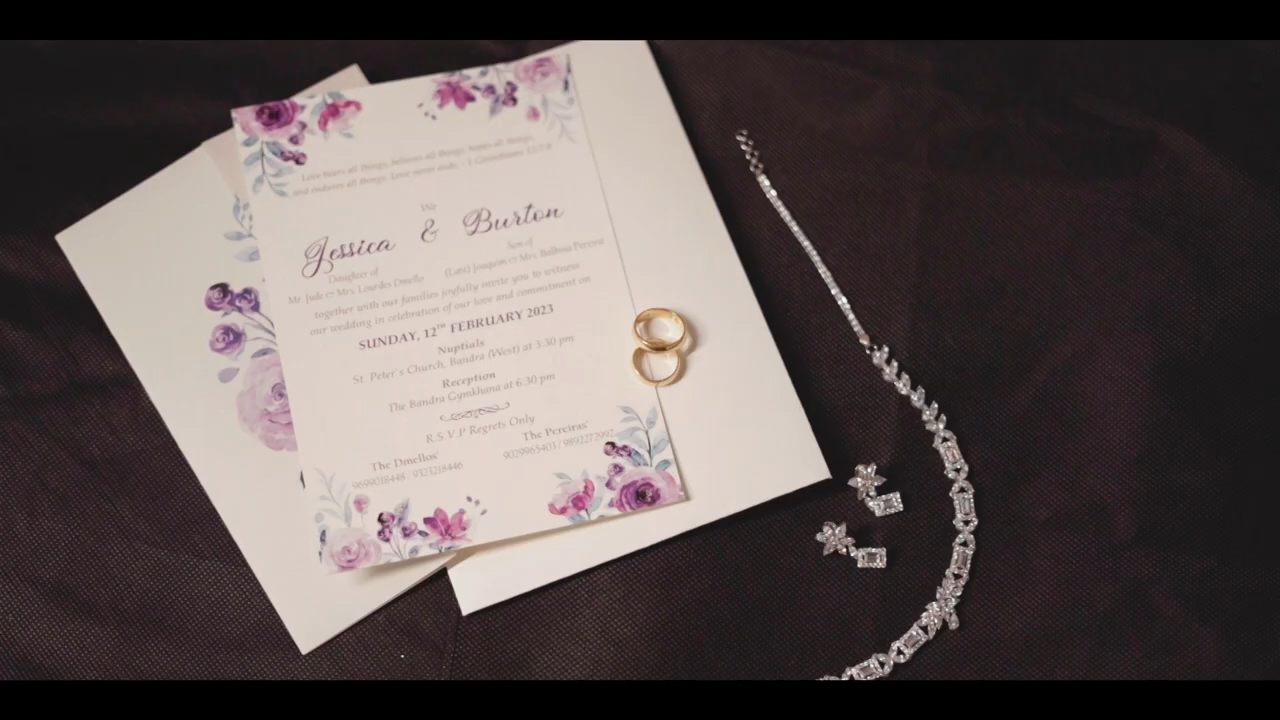 Love bears all things, believes all things, hopes all things,
and endures all things. Love never ends. - 1 Corinthians 13:7-8
We
Jessica & Burton
Daughter of
Son of
Mr. Jude & Mrs. Lourdes Dmello
(Late) Joaquim & Mrs. Balbina Pereira
together with our families joyfully invite you to witness
our wedding in celebration of our love and commitment on
SUNDAY, 12TH FEBRUARY 2023
Nuptials
St. Peter's Church, Bandra (West) at 3:30 pm
Reception
The Bandra Gymkhana at 6:30 pm
R.S.V.P Regrets Only
The Dmellos'
The Pereiras'
9699018448 / 9323218446
9029965403 / 9892272997